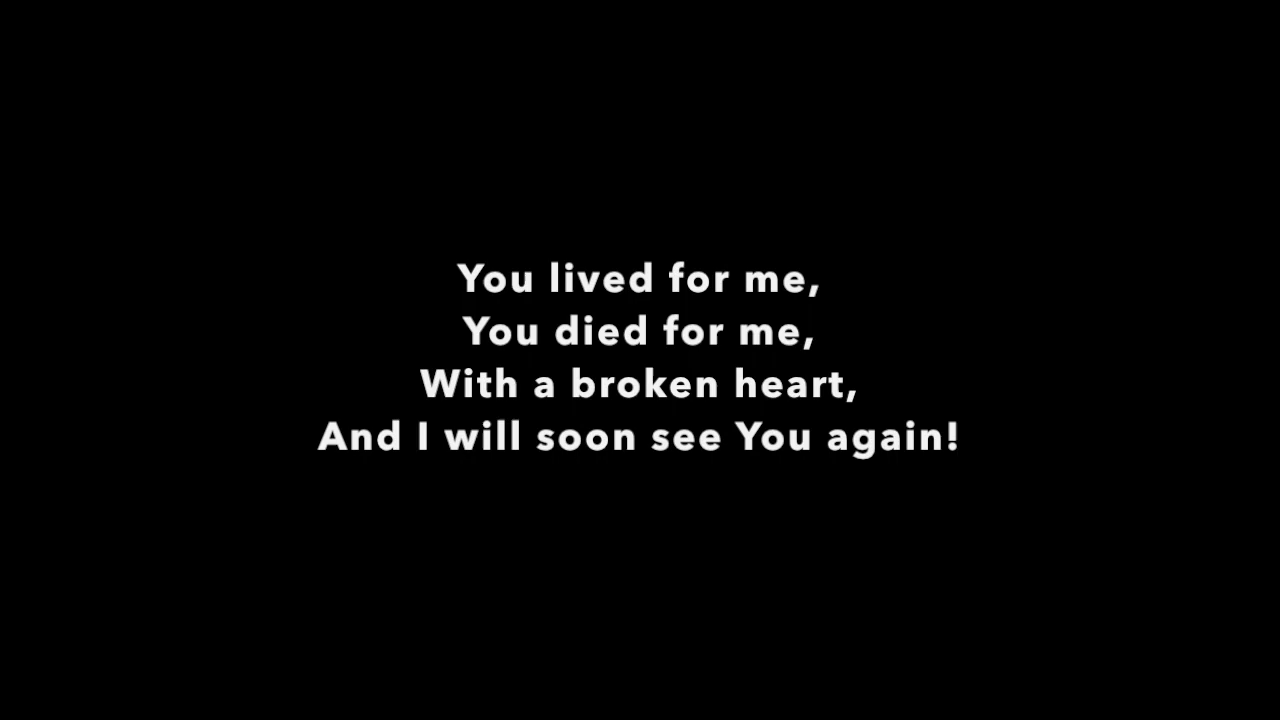 You lived for me,
You died for me,
With a broken heart,
And I will soon see You again!